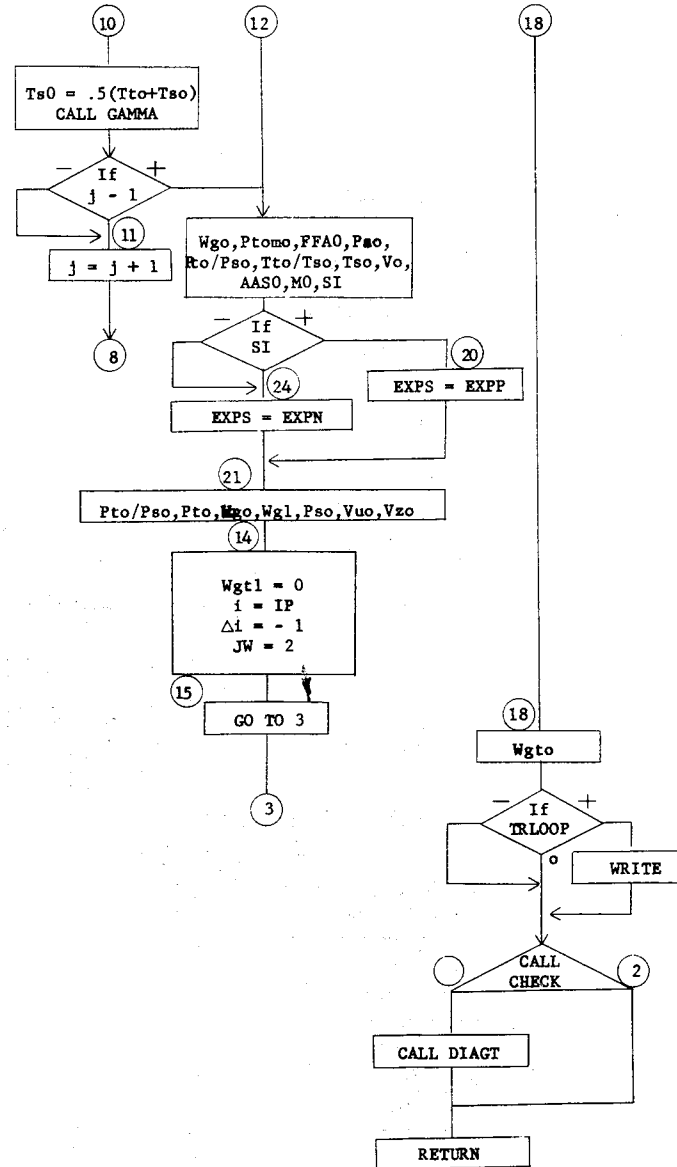 10
12
18
Ts0 = .5(Tto+Tso)
CALL GAMMA
- If +
j - 1
11
j = j + 1
8
Wgo,Ptomo,FFA0,Pso,
Pto/Pso,Tto/Tso,Tso,Vo,
AAS0,M0,SI
- If +
SI
20
EXPS = EXPP
24
EXPS = EXPN
21
Pto/Pso,Pto,Wgo,Wgl,Pso,Vuo,Vzo
14
Wgtl = 0
i = IP
△i = - 1
JW = 2
15
GO TO 3
3
18
Wgto
- If +
TRLOOP
o
WRITE
CALL
CHECK
2
CALL DIAGT
RETURN